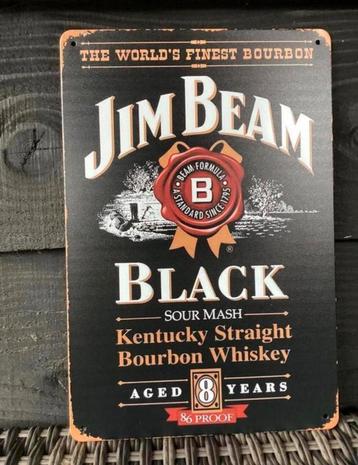 THE WORLD'S FINEST BOURBON
JIM BEAM
BEAM FORMULA
B
A STANDARD SINCE 1795
®
BLACK
SOUR MASH
Kentucky Straight
Bourbon Whiskey
AGED 8 YEARS
86 PROOF